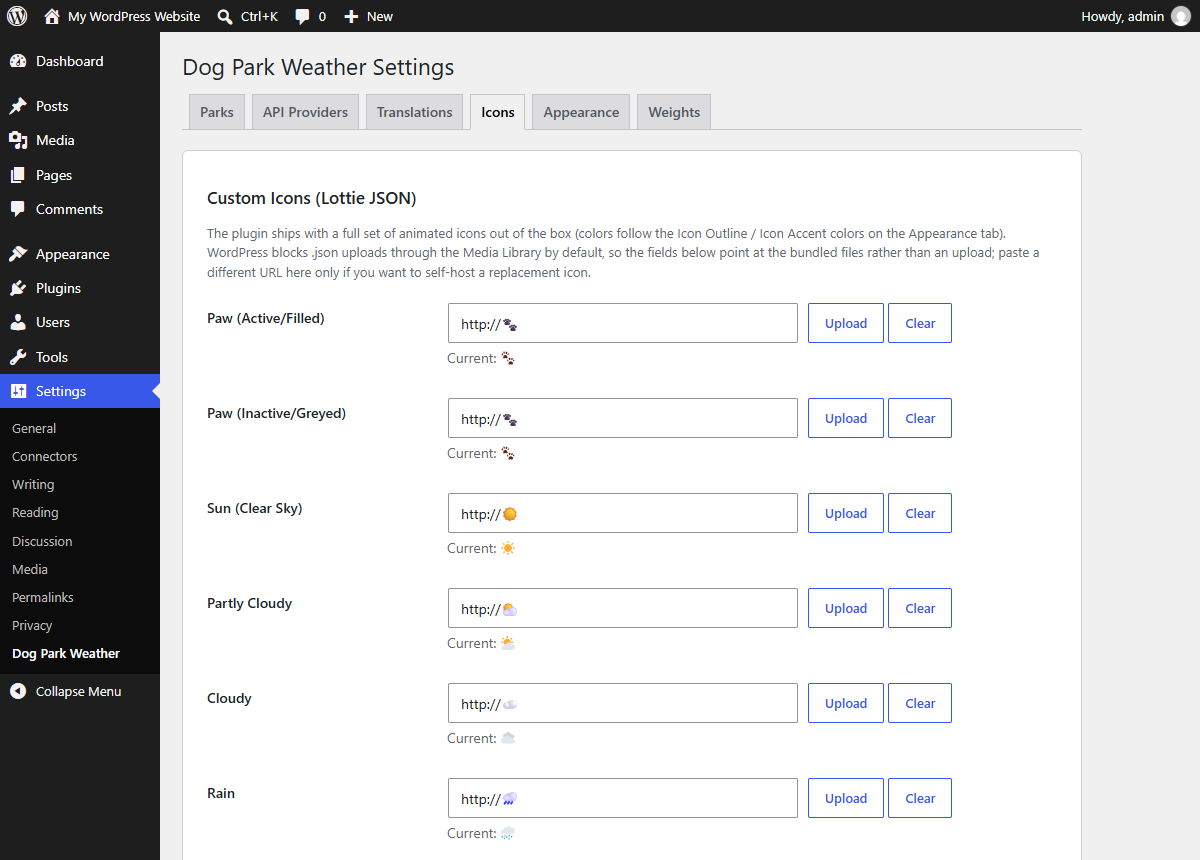 My WordPress Website Ctrl+K 0 New Howdy, admin
Dashboard
Posts
Media
Pages
Comments
Appearance
Plugins
Users
Tools
Settings
General
Connectors
Writing
Reading
Discussion
Media
Permalinks
Privacy
Dog Park Weather
Collapse Menu
Dog Park Weather Settings
Parks API Providers Translations Icons Appearance Weights
Custom Icons (Lottie JSON)
The plugin ships with a full set of animated icons out of the box (colors follow the Icon Outline / Icon Accent colors on the Appearance tab).
WordPress blocks .json uploads through the Media Library by default, so the fields below point at the bundled files rather than an upload; paste a
different URL here only if you want to self-host a replacement icon.
Paw (Active/Filled) http://🐾 Upload Clear
Current: 🐾
Paw (Inactive/Greyed) http://🐾 Upload Clear
Current: 🐾
Sun (Clear Sky) http://☀️ Upload Clear
Current: ☀️
Partly Cloudy http://⛅ Upload Clear
Current: 🌤️
Cloudy http://☁️ Upload Clear
Current: ☁️
Rain http://🌧️ Upload Clear
Current: 🌧️